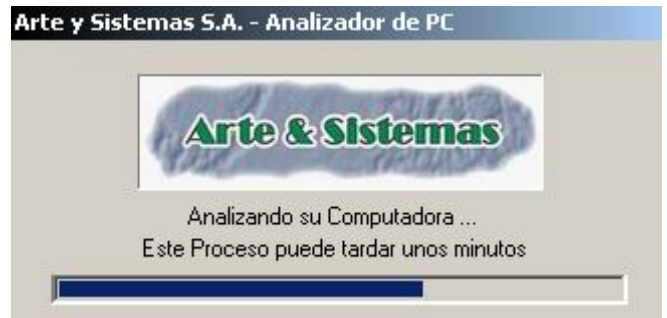 Arte y Sistemas S.A. - Analizador de PC
Arte & Sistemas
Analizando su Computadora ...
Este Proceso puede tardar unos minutos